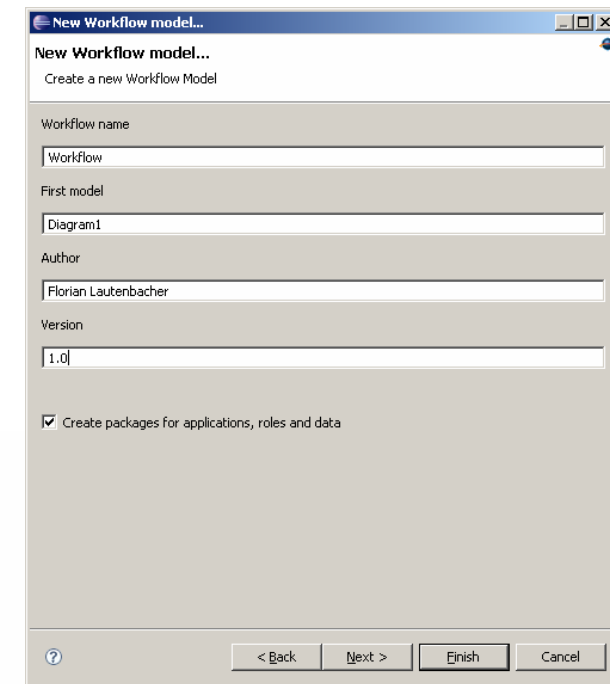 New Workflow model...
New Workflow model...
Create a new Workflow Model
Workflow name
Workflow
First model
Diagram1
Author
Florian Lautenbacher
Version
1.0
Create packages for applications, roles and data
< Back Next > Finish Cancel